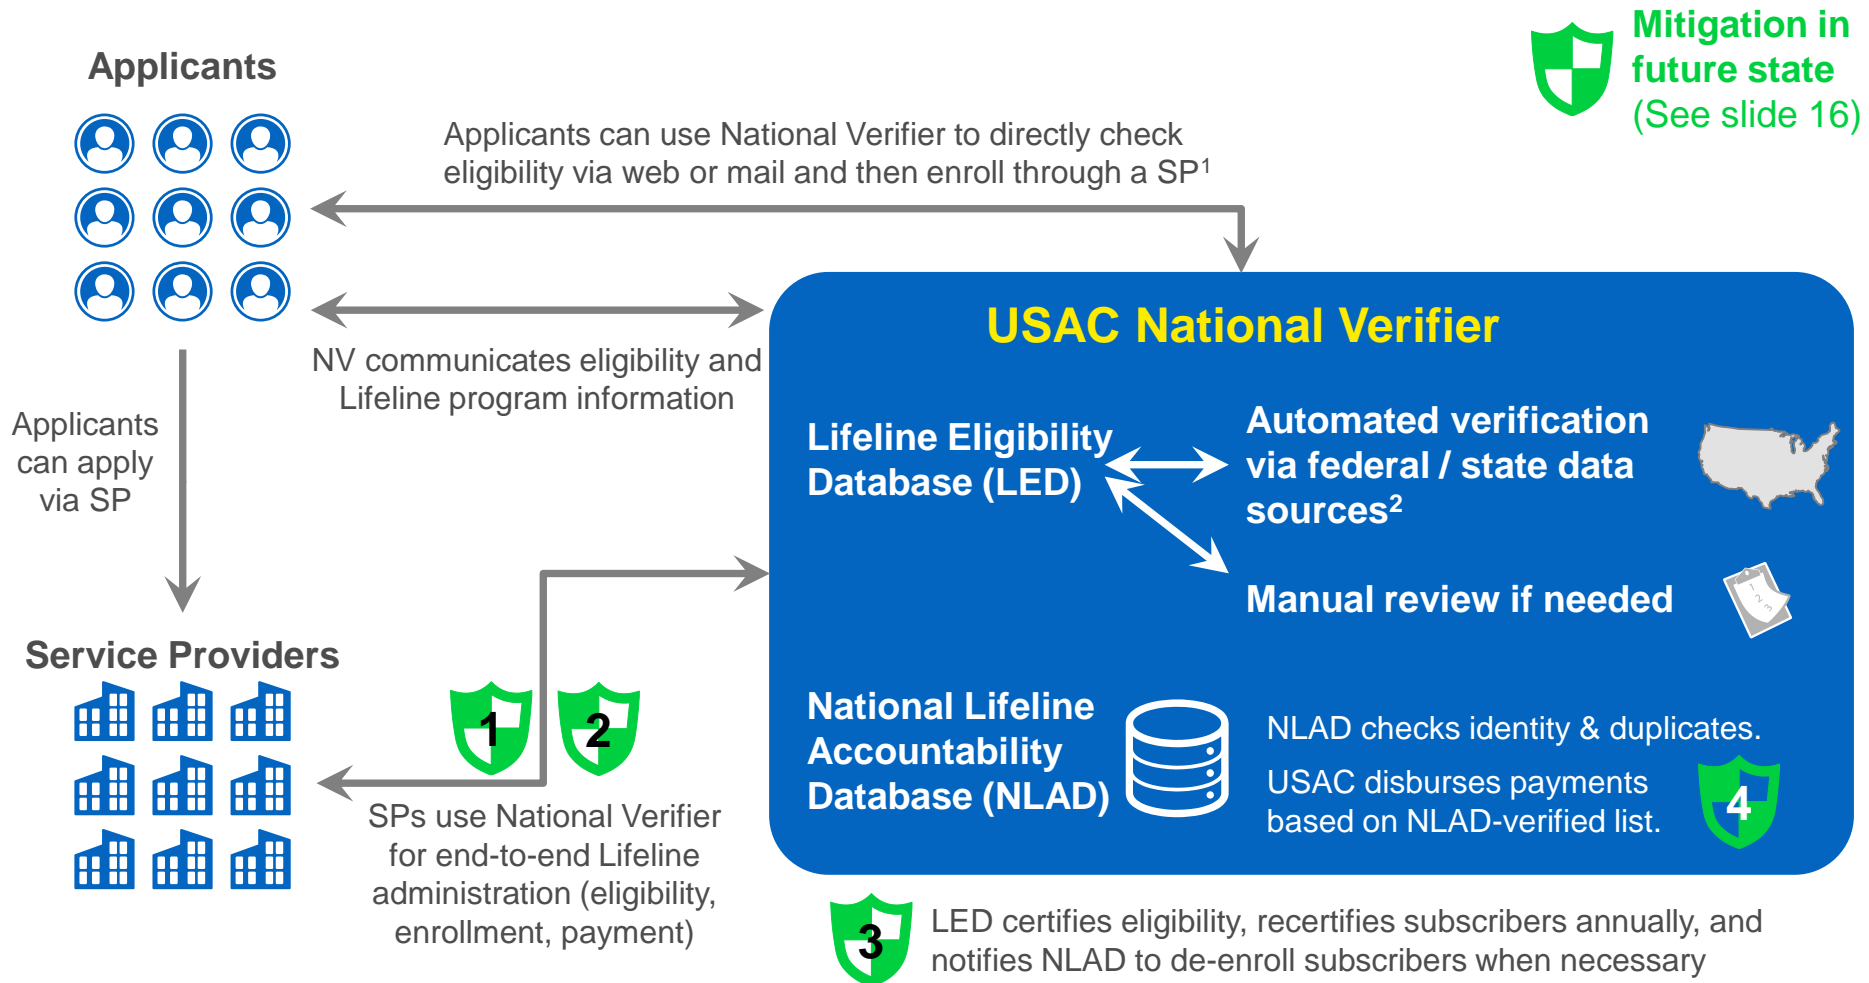 Mitigation in
future state
(See slide 16)
Applicants
Applicants can use National Verifier to directly check
eligibility via web or mail and then enroll through a SP¹
NV communicates eligibility and
Lifeline program information
Applicants
can apply
via SP
USAC National Verifier
Lifeline Eligibility
Database (LED)
Automated verification
via federal / state data
sources²
Manual review if needed
1
2
3
Service Providers
1
2
SPs use National Verifier
for end-to-end Lifeline
administration (eligibility,
enrollment, payment)
National Lifeline
Accountability
Database (NLAD)
NLAD checks identity & duplicates.
USAC disburses payments
based on NLAD-verified list.
4
3
LED certifies eligibility, recertifies subscribers annually, and
notifies NLAD to de-enroll subscribers when necessary